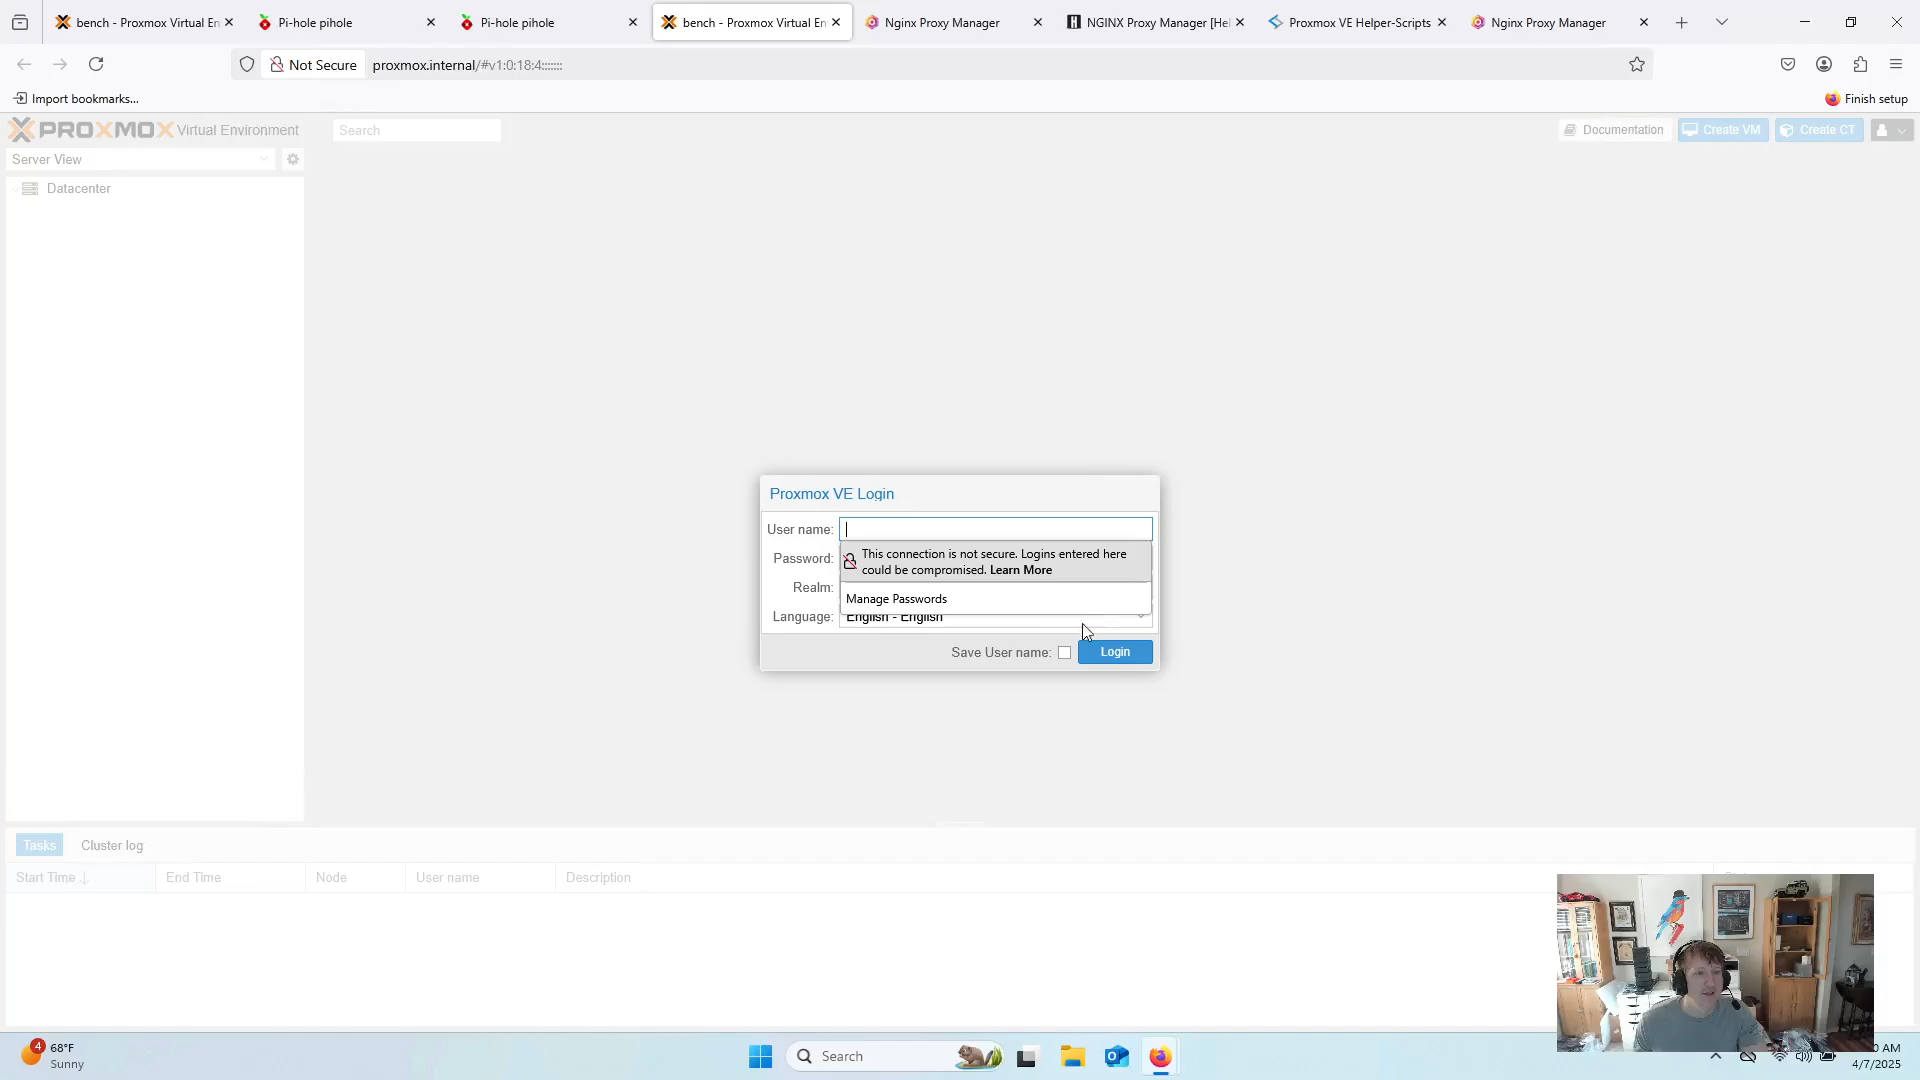 bench - Proxmox Virtual En
Pi-hole pihole
Pi-hole pihole
bench - Proxmox Virtual En
Nginx Proxy Manager
NGINX Proxy Manager [He
Proxmox VE Helper-Scripts
Nginx Proxy Manager
Not Secure
proxmox.internal/#v1:0:18:4:::::::
Import bookmarks...
Finish setup
PROXMOX Virtual Environment
Search
Documentation
Create VM
Create CT
Server View
Datacenter
Proxmox VE Login
User name:
Password:
This connection is not secure. Logins entered here
could be compromised. Learn More
Realm:
Manage Passwords
Language:
English - English
Save User name:
Login
Tasks
Cluster log
Start Time
End Time
Node
User name
Description
4
68°F
Sunny
Search
0 AM
4/7/2025